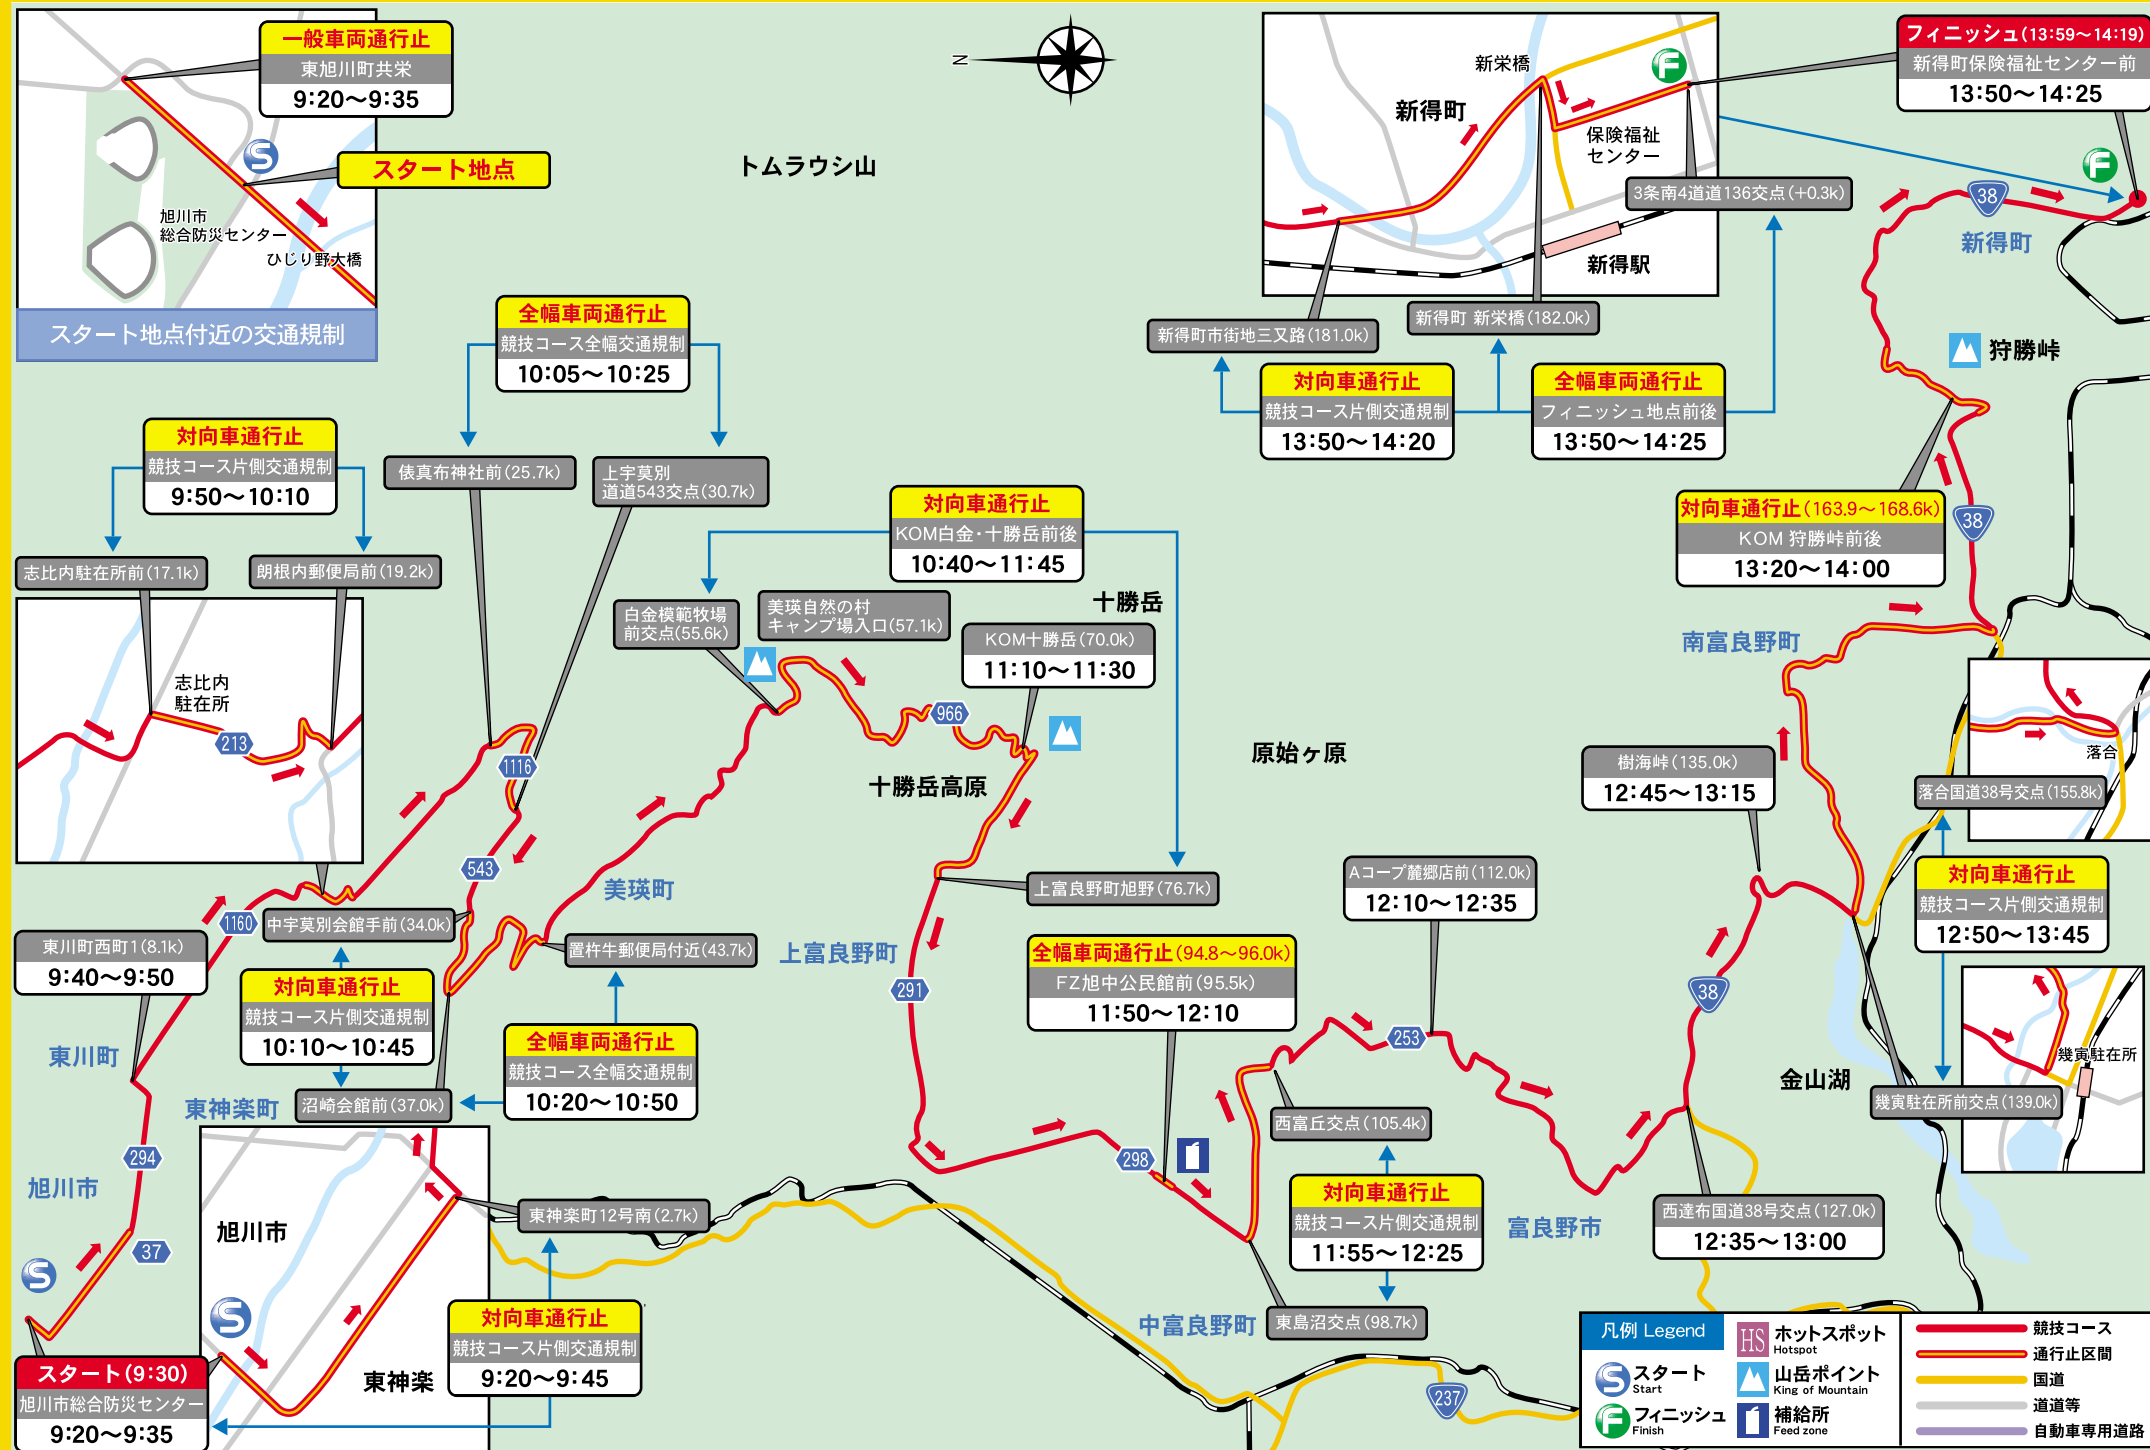 一般車両通行止
東旭川町共栄
9:20〜9:35
スタート地点
旭川市
総合防災センター
ひじり野大橋
スタート地点付近の交通規制
N
トムラウシ山
新栄橋
新得町
保険福祉
センター
3条南4道道136交点(+0.3k)
新得駅
新得町市街地三又路(181.0k)
新得町 新栄橋(182.0k)
対向車通行止
競技コース片側交通規制
13:50〜14:20
全幅車両通行止
フィニッシュ地点前後
13:50〜14:25
フィニッシュ(13:59〜14:19)
新得町保険福祉センター前
13:50〜14:25
38
新得町
狩勝峠
対向車通行止(163.9〜168.6k)
KOM 狩勝峠前後
13:20〜14:00
38
全幅車両通行止
競技コース全幅交通規制
10:05〜10:25
俵真布神社前(25.7k)
上宇莫別
道道543交点(30.7k)
対向車通行止
競技コース片側交通規制
9:50〜10:10
志比内駐在所前(17.1k)
朗根内郵便局前(19.2k)
志比内
駐在所
213
対向車通行止
KOM白金・十勝岳前後
10:40〜11:45
十勝岳
白金模範牧場
前交点(55.6k)
美瑛自然の村
キャンプ場入口(57.1k)
KOM十勝岳(70.0k)
11:10〜11:30
966
十勝岳高原
原始ヶ原
南富良野町
樹海峠(135.0k)
12:45〜13:15
落合
落合国道38号交点(155.8k)
対向車通行止
競技コース片側交通規制
12:50〜13:45
幾寅駐在所
幾寅駐在所前交点(139.0k)
金山湖
1116
543
1160
美瑛町
中宇莫別会館手前(34.0k)
置杵牛郵便局付近(43.7k)
東川町西町1(8.1k)
9:40〜9:50
対向車通行止
競技コース片側交通規制
10:10〜10:45
全幅車両通行止
競技コース全幅交通規制
10:20〜10:50
沼崎会館前(37.0k)
東川町
東神楽町
294
旭川市
37
上富良野町旭野(76.7k)
上富良野町
291
全幅車両通行止(94.8〜96.0k)
FZ旭中公民館前(95.5k)
11:50〜12:10
Aコープ麓郷店前(112.0k)
12:10〜12:35
253
38
298
西富丘交点(105.4k)
対向車通行止
競技コース片側交通規制
11:55〜12:25
東島沼交点(98.7k)
中富良野町
富良野市
西達布国道38号交点(127.0k)
12:35〜13:00
237
旭川市
東神楽
東神楽町12号南(2.7k)
対向車通行止
競技コース片側交通規制
9:20〜9:45
S
S
S
F
F
スタート(9:30)
旭川市総合防災センター
9:20〜9:35
凡例 Legend
S
スタート
Start
F
フィニッシュ
Finish
HS
ホットスポット
Hotspot
山岳ポイント
King of Mountain
補給所
Feed zone
競技コース
通行止区間
国道
道道等
自動車専用道路